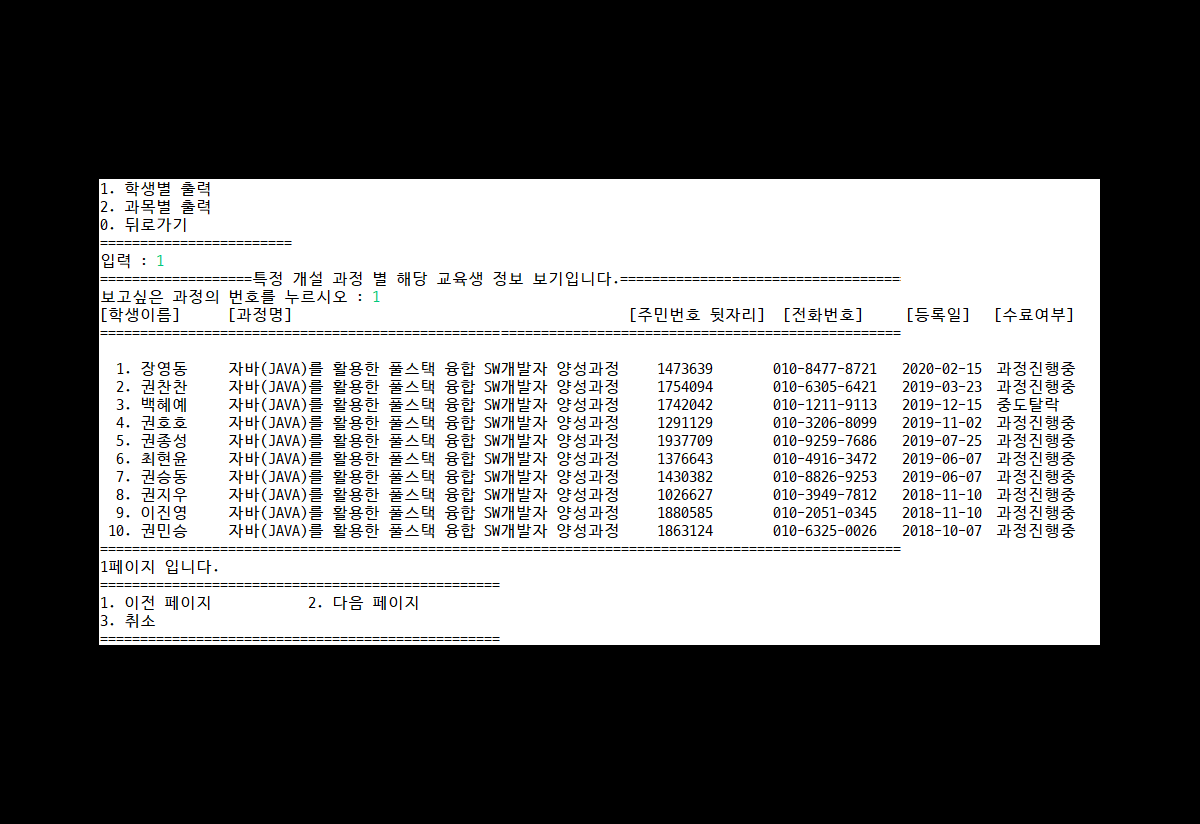 1. 학생별 출력
2. 과목별 출력
0. 뒤로가기
========================
입력 : 1
===================특정 개설 과정 별 해당 교육생 정보 보기입니다.===================================
보고싶은 과정의 번호를 누르시오 : 1
[학생이름] [과정명] [주민번호 뒷자리] [전화번호] [등록일] [수료여부]
====================================================================================================
1. 장영동 자바(JAVA)를 활용한 풀스택 융합 SW개발자 양성과정 1473639 010-8477-8721 2020-02-15 과정진행중
2. 권찬찬 자바(JAVA)를 활용한 풀스택 융합 SW개발자 양성과정 1754094 010-6305-6421 2019-03-23 과정진행중
3. 백혜예 자바(JAVA)를 활용한 풀스택 융합 SW개발자 양성과정 1742042 010-1211-9113 2019-12-15 중도탈락
4. 권호호 자바(JAVA)를 활용한 풀스택 융합 SW개발자 양성과정 1291129 010-3206-8099 2019-11-02 과정진행중
5. 권종성 자바(JAVA)를 활용한 풀스택 융합 SW개발자 양성과정 1937709 010-9259-7686 2019-07-25 과정진행중
6. 최현윤 자바(JAVA)를 활용한 풀스택 융합 SW개발자 양성과정 1376643 010-4916-3472 2019-06-07 과정진행중
7. 권승동 자바(JAVA)를 활용한 풀스택 융합 SW개발자 양성과정 1430382 010-8826-9253 2019-06-07 과정진행중
8. 권지우 자바(JAVA)를 활용한 풀스택 융합 SW개발자 양성과정 1026627 010-3949-7812 2018-11-10 과정진행중
9. 이진영 자바(JAVA)를 활용한 풀스택 융합 SW개발자 양성과정 1880585 010-2051-0345 2018-11-10 과정진행중
10. 권민승 자바(JAVA)를 활용한 풀스택 융합 SW개발자 양성과정 1863124 010-6325-0026 2018-10-07 과정진행중
====================================================================================================
1페이지 입니다.
==================================================
1. 이전 페이지 2. 다음 페이지
3. 취소
==================================================